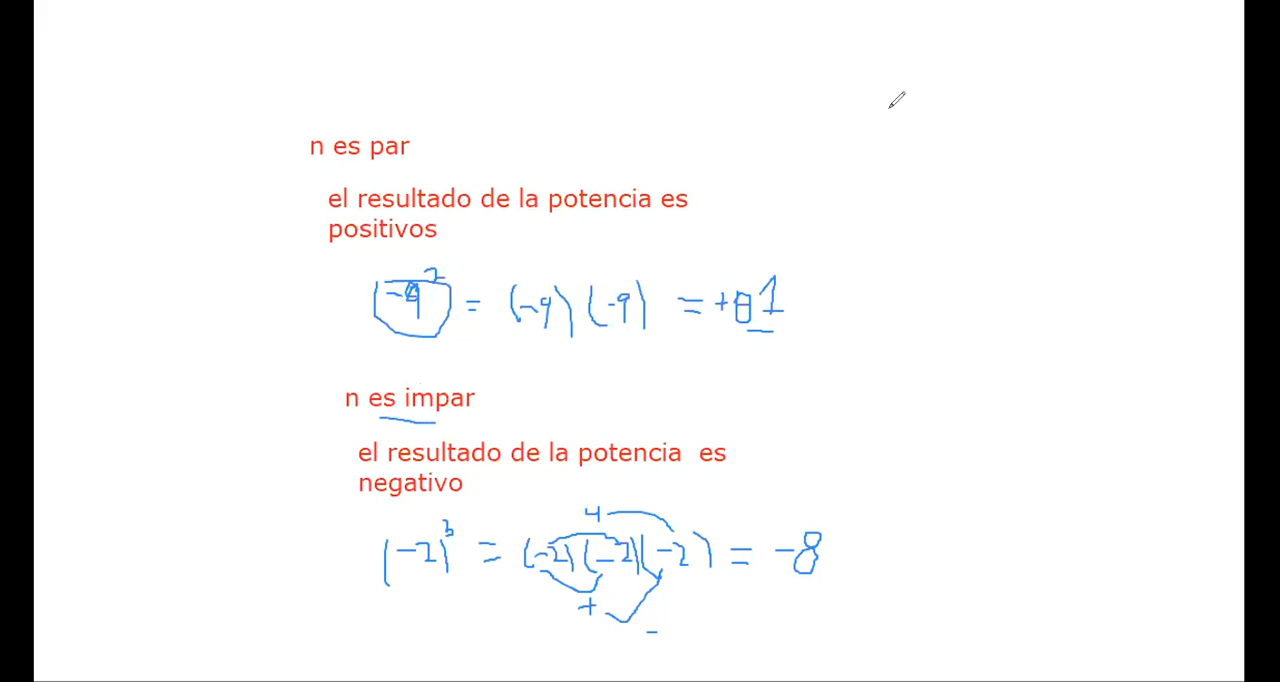 n es par
el resultado de la potencia es
positivos
(-9)² = (-9)(-9) = +81
n es impar
el resultado de la potencia es
negativo
4
(-2)³ = (-2)(-2)(-2) = -8
+
-